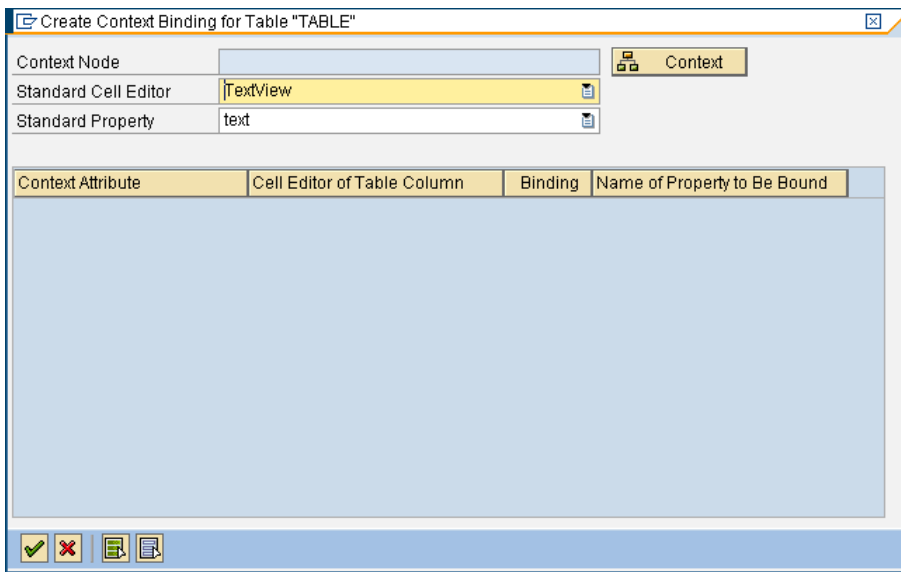 Create Context Binding for Table "TABLE"
Context Node
Context
Standard Cell Editor TextView
Standard Property text
Context Attribute Cell Editor of Table Column Binding Name of Property to Be Bound